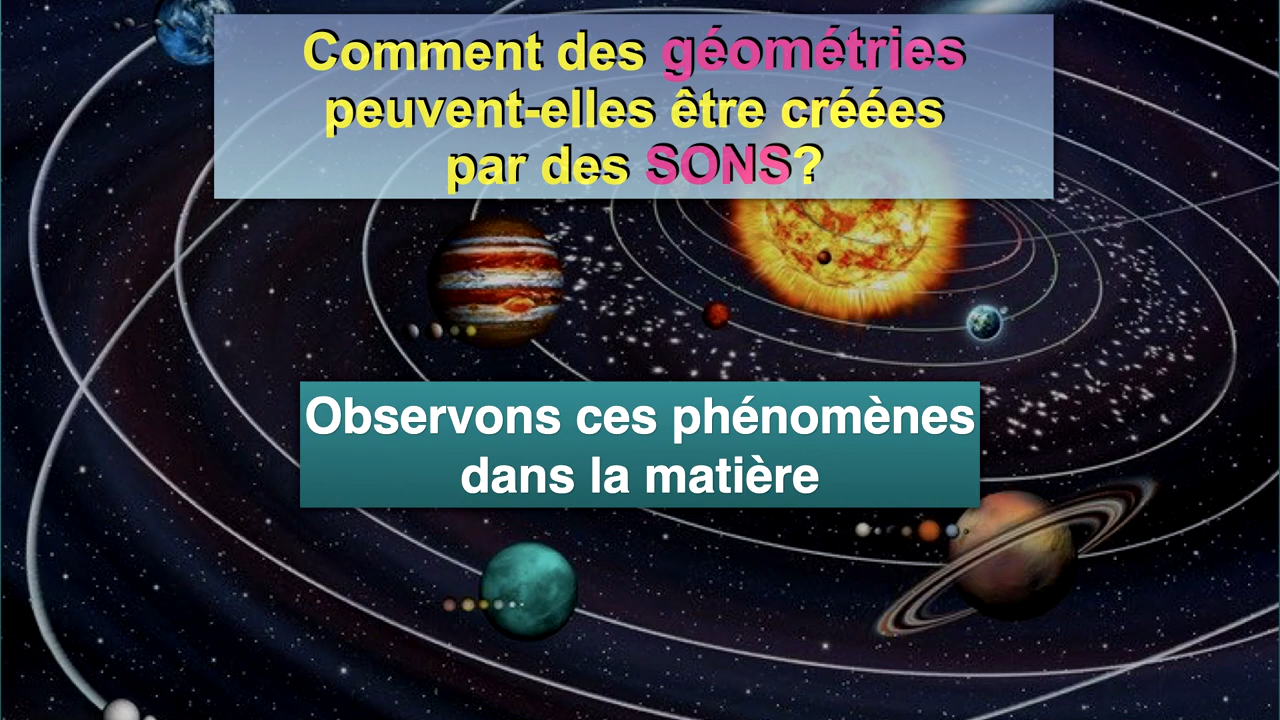 Comment des géométries
peuvent-elles être créées
par des SONS?
Observons ces phénomènes
dans la matière